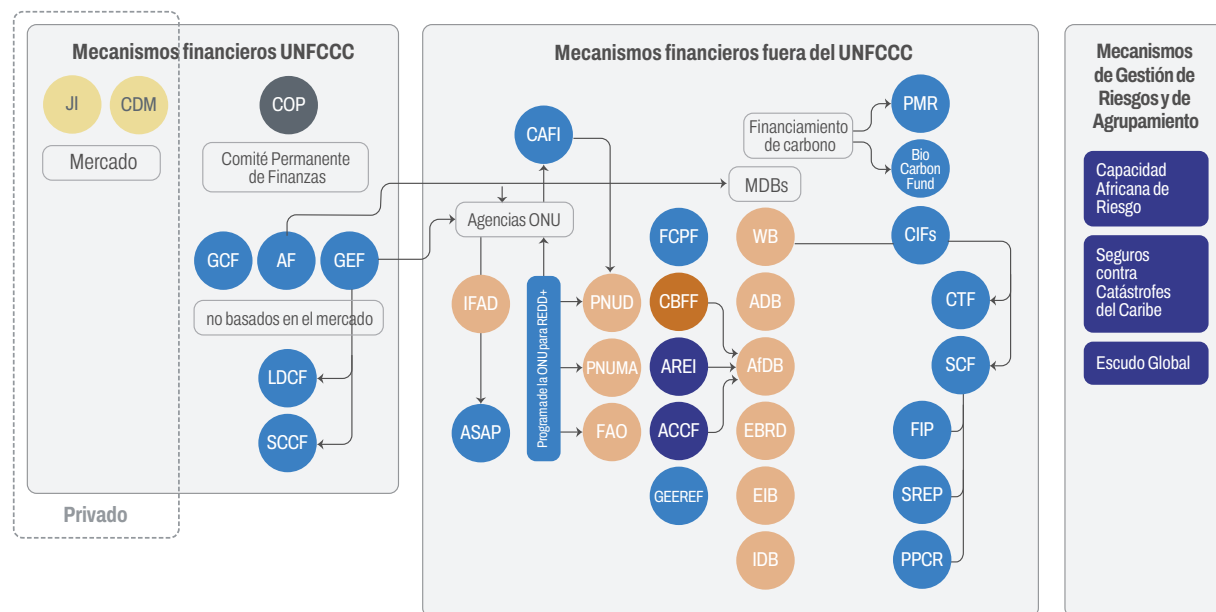 Mecanismos financieros UNFCCC
JI
CDM
COP
Mercado
Comité Permanente
de Finanzas
GCF
AF
GEF
no basados en el mercado
LDCF
SCCF
Privado
Mecanismos financieros fuera del UNFCCC
CAFI
Financiamiento
de carbono
PMR
Bio
Carbon
Fund
MDBs
Agencias ONU
FCPF
WB
CIFs
IFAD
Programa de la ONU para REDD+
PNUD
CBFF
ADB
CTF
PNUMA
AREI
AfDB
SCF
ASAP
FAO
ACCF
EBRD
FIP
GEEREF
EIB
SREP
IDB
PPCR
Mecanismos
de Gestión de
Riesgos y de
Agrupamiento
Capacidad
Africana de
Riesgo
Seguros
contra
Catástrofes
del Caribe
Escudo Global